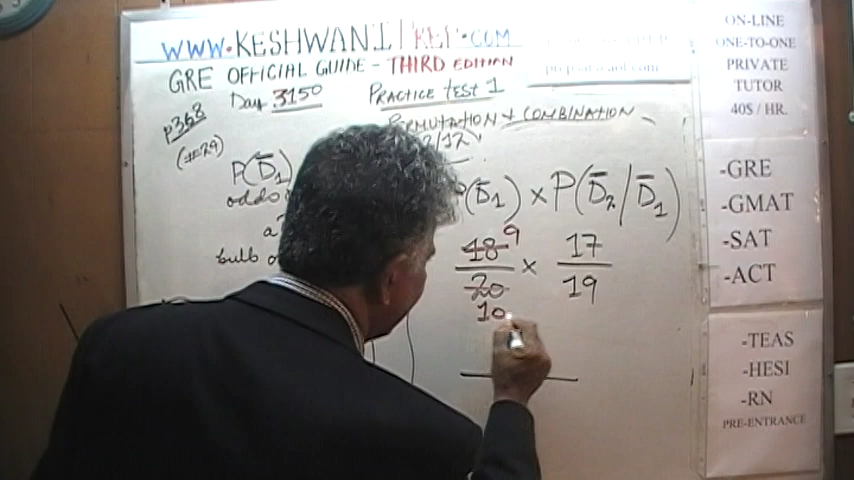 WWW.KESHWANI PREP.COM
GRE OFFICIAL GUIDE - THIRD EDITION
Day 3150 PRACTICE TEST 1
p368
(#29)
PERMUTATION & COMBINATION
P(D̄1)
odds
a
bulb
P(D̄1) × P(D̄2/D̄1)
18 9 × 17
20 19
10
ON-LINE
ONE-TO-ONE
PRIVATE
TUTOR
40$ / HR.
-GRE
-GMAT
-SAT
-ACT
-TEAS
-HESI
-RN
PRE-ENTRANCE